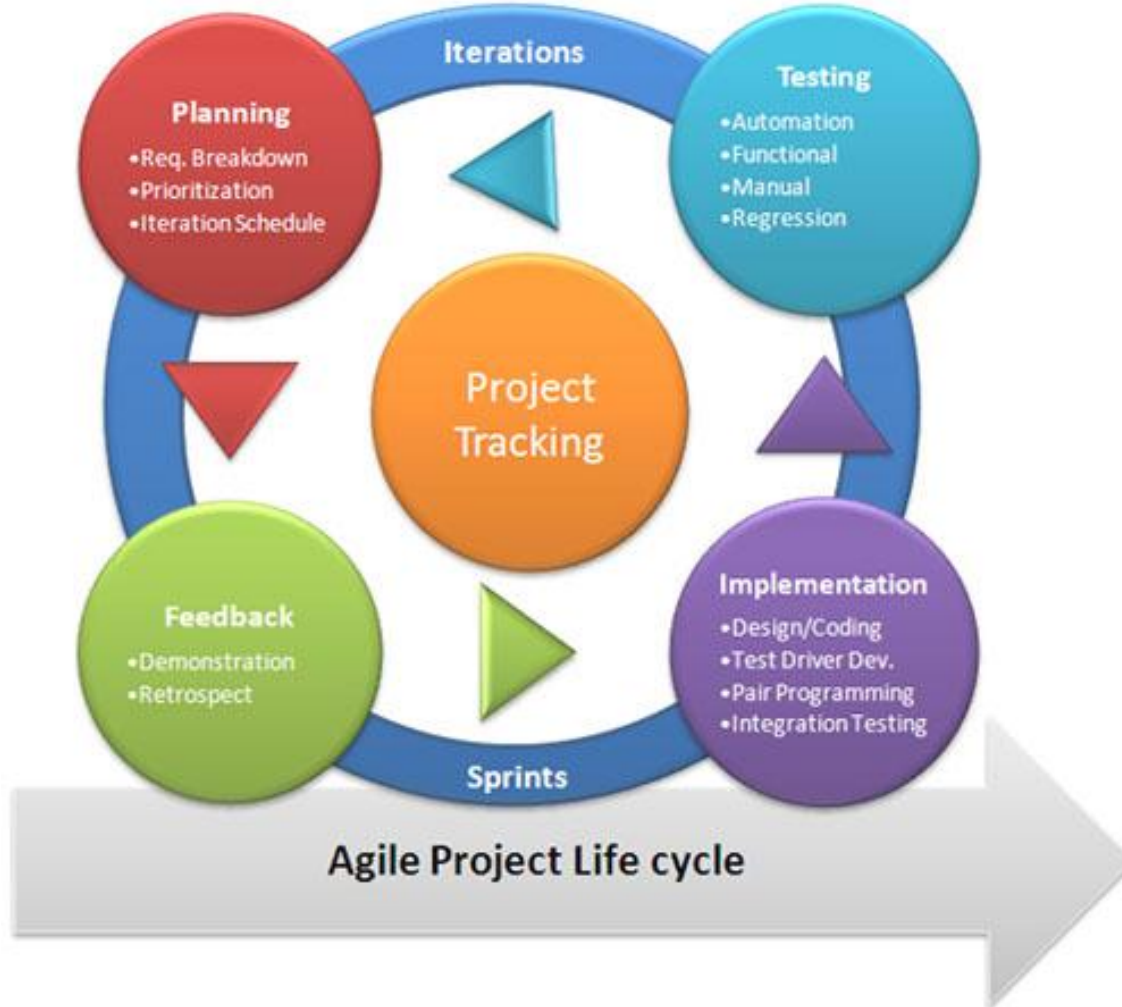 Iterations
Planning
•Req. Breakdown
•Prioritization
•Iteration Schedule
Testing
•Automation
•Functional
•Manual
•Regression
Project
Tracking
Feedback
•Demonstration
•Retrospect
Implementation
•Design/Coding
•Test Driver Dev.
•Pair Programming
•Integration Testing
Sprints
Agile Project Life cycle